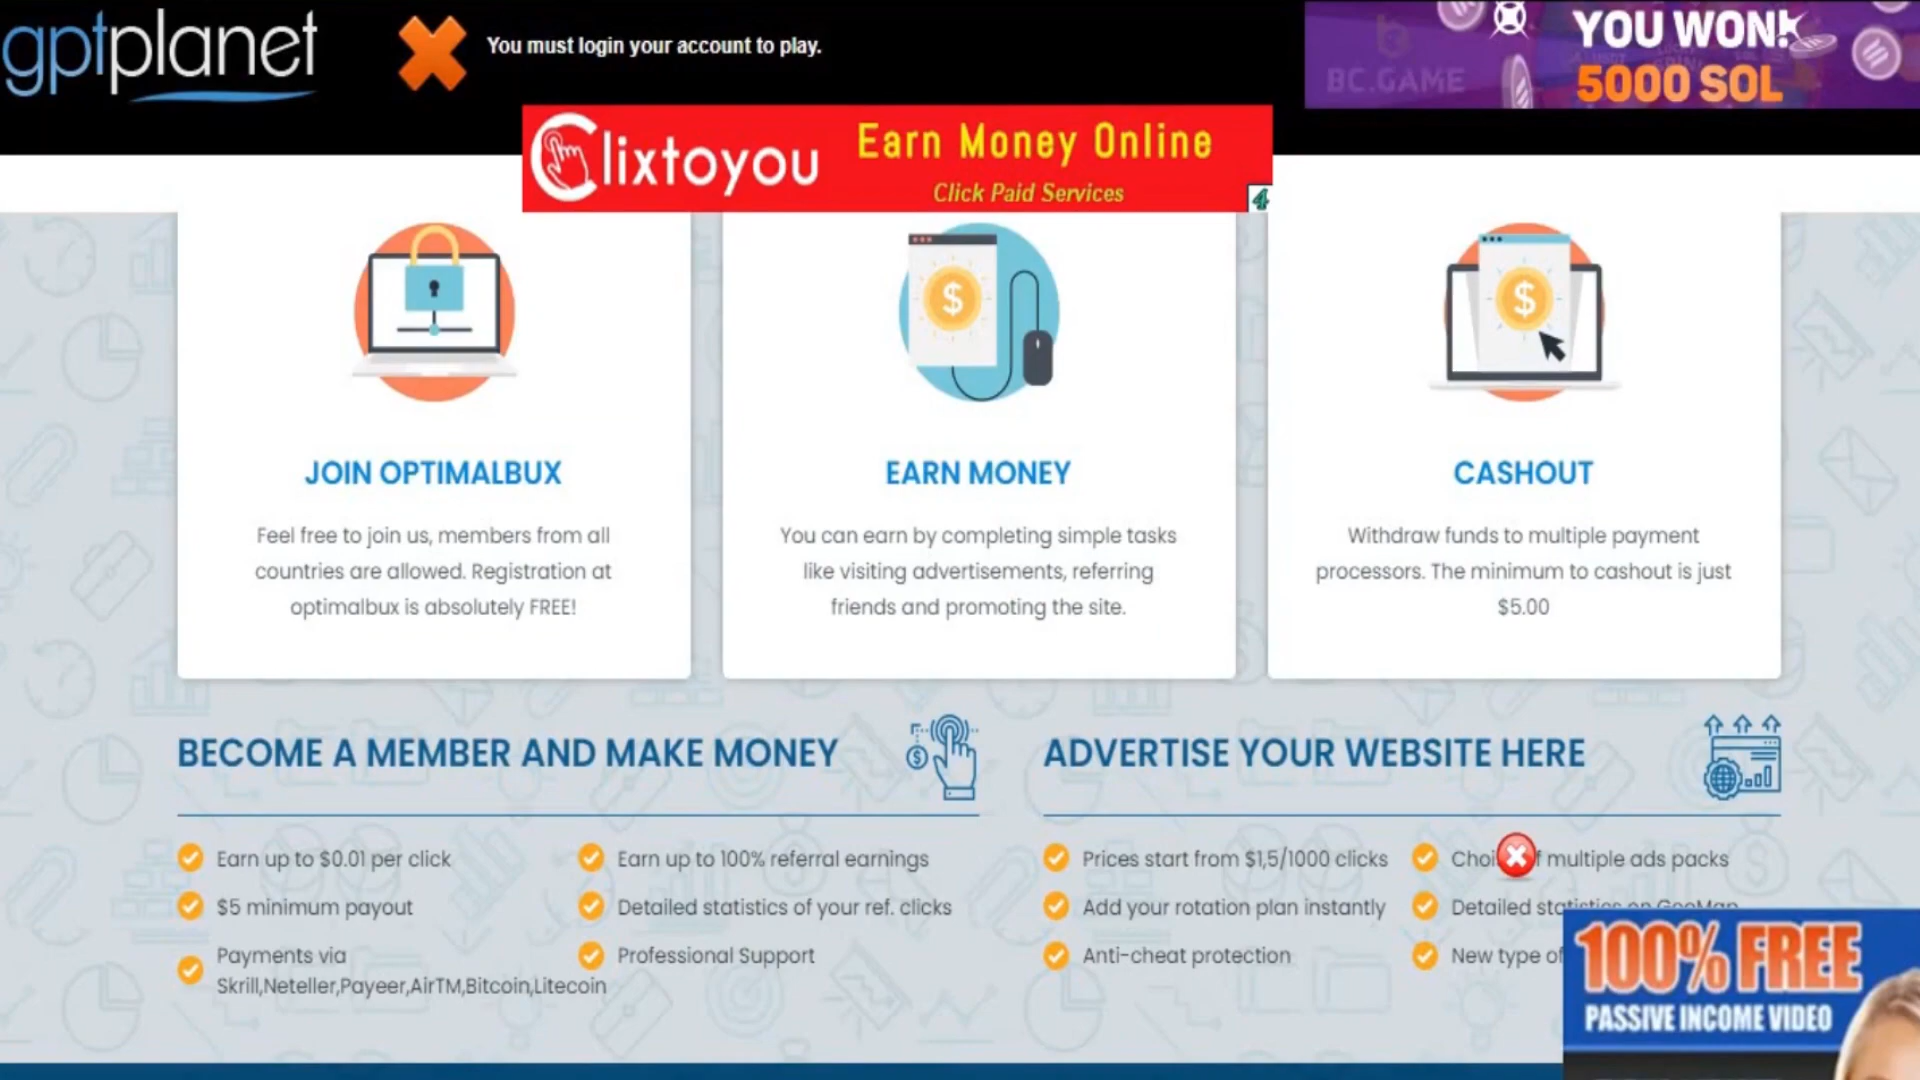 gptplanet
You must login your account to play.
BC.GAME
YOU WON!
5000 SOL
Clixtoyou
Earn Money Online
Click Paid Services
4
JOIN OPTIMALBUX
Feel free to join us, members from all
countries are allowed. Registration at
optimalbux is absolutely FREE!
EARN MONEY
You can earn by completing simple tasks
like visiting advertisements, referring
friends and promoting the site.
CASHOUT
Withdraw funds to multiple payment
processors. The minimum to cashout is just
$5.00
BECOME A MEMBER AND MAKE MONEY
Earn up to $0.01 per click
Earn up to 100% referral earnings
$5 minimum payout
Detailed statistics of your ref. clicks
Payments via
Skrill,Neteller,Payeer,AirTM,Bitcoin,Litecoin
Professional Support
ADVERTISE YOUR WEBSITE HERE
Prices start from $1,5/1000 clicks
multiple ads packs
Add your rotation plan instantly
Detailed statistics on GeoMap
Anti-cheat protection
New type of
100% FREE
PASSIVE INCOME VIDEO